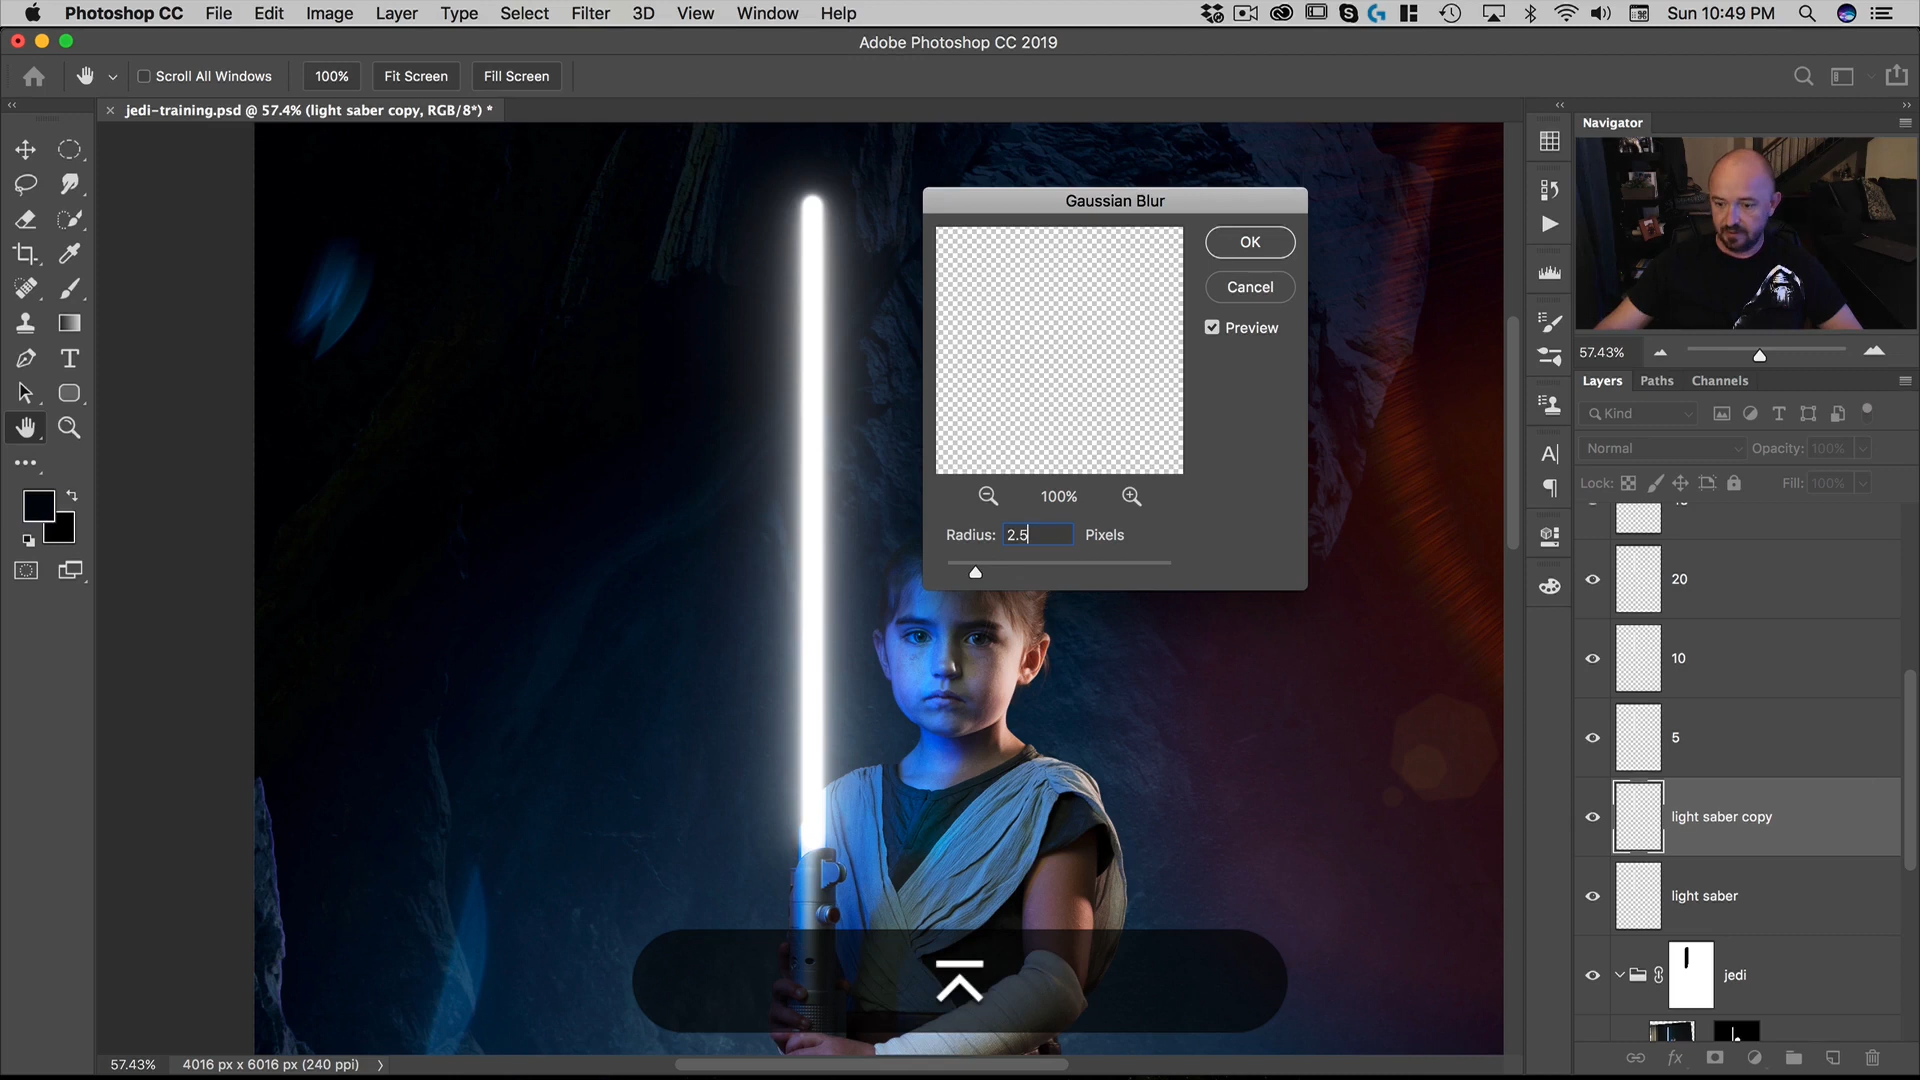 Photoshop CC File Edit Image Layer Type Select Filter 3D View Window Help Sun 10:49 PM
Adobe Photoshop CC 2019
Scroll All Windows 100% Fit Screen Fill Screen
jedi-training.psd @ 57.4% (light saber copy, RGB/8*) *
Navigator
Gaussian Blur
OK
Cancel
Preview
100%
Radius: 2.5 Pixels
57.43%
Layers Paths Channels
Kind
Normal Opacity: 100%
Lock: Fill: 100%
20
10
5
light saber copy
light saber
jedi
57.43% 4016 px x 6016 px (240 ppi)